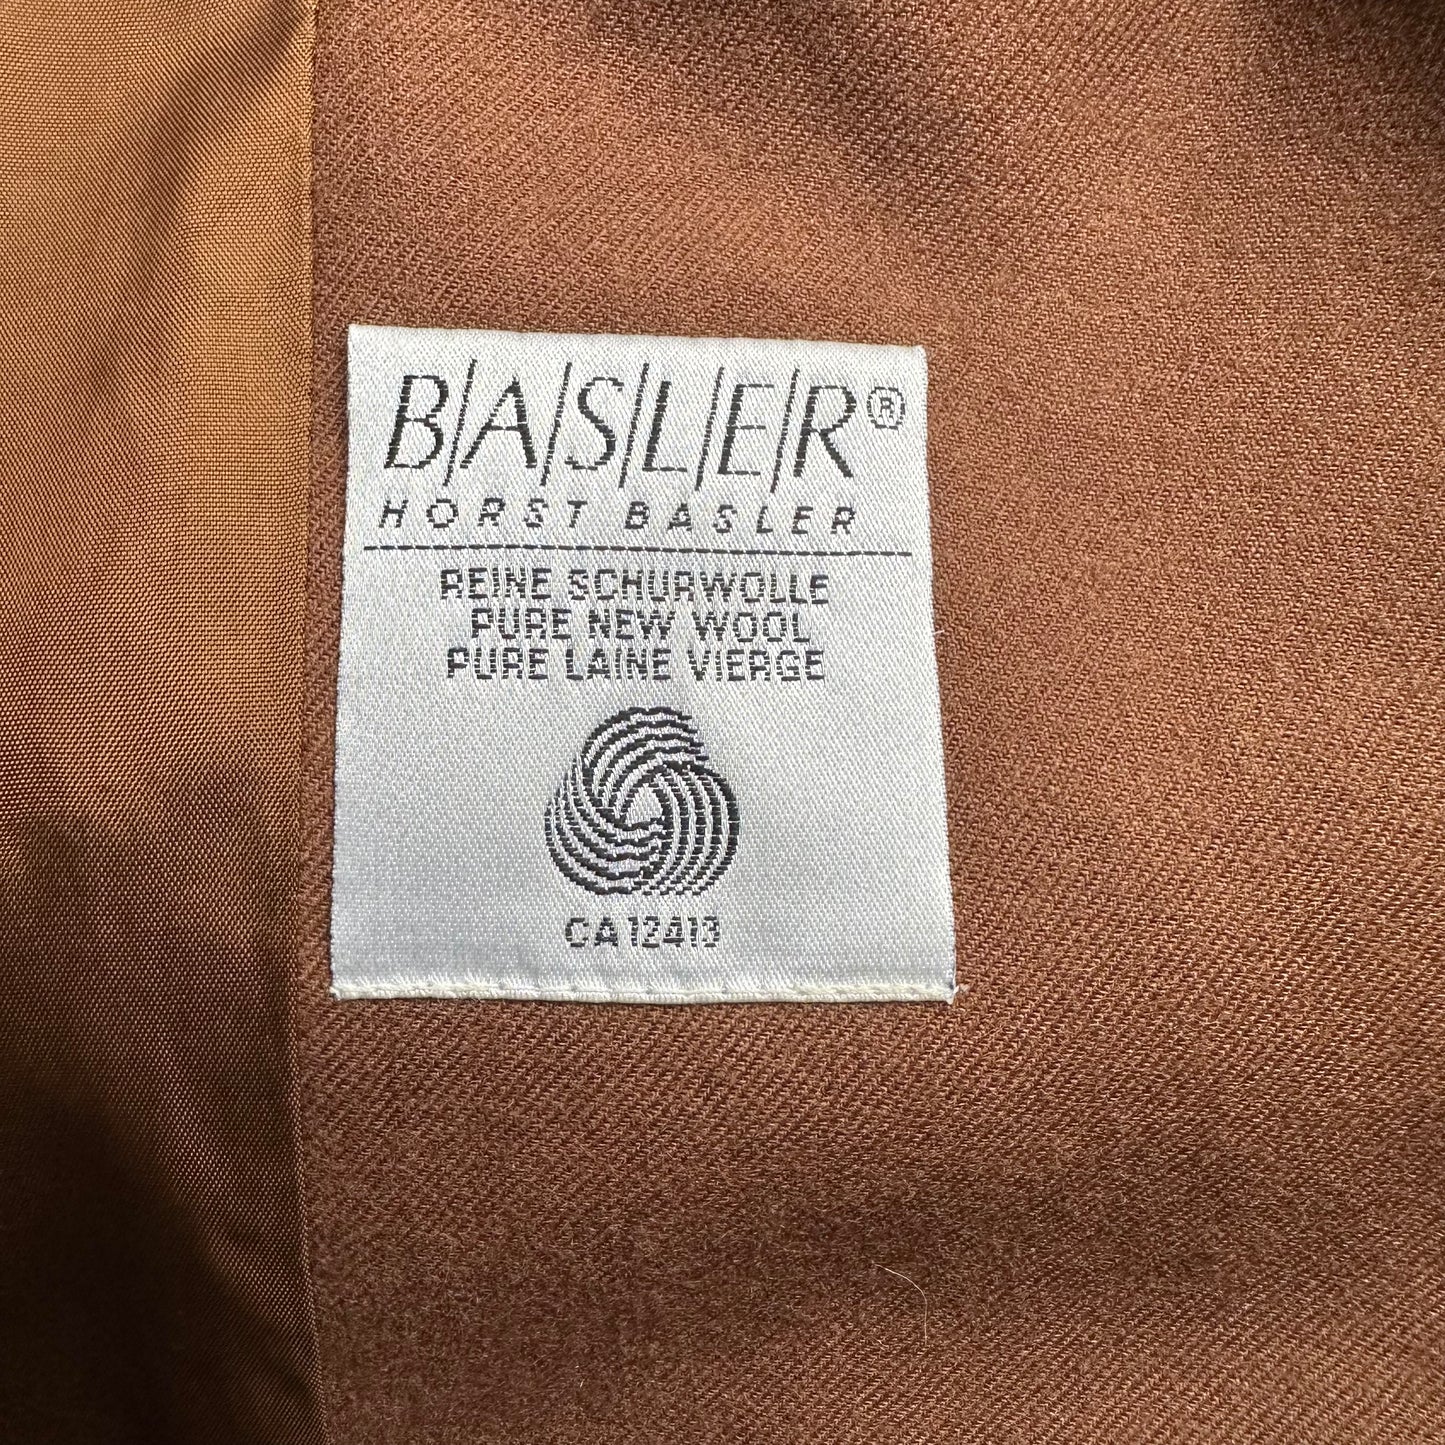 B/A/S/L/E/R®
HORST BASLER
REINE SCHURWOLLE
PURE NEW WOOL
PURE LAINE VIERGE
CA 12413